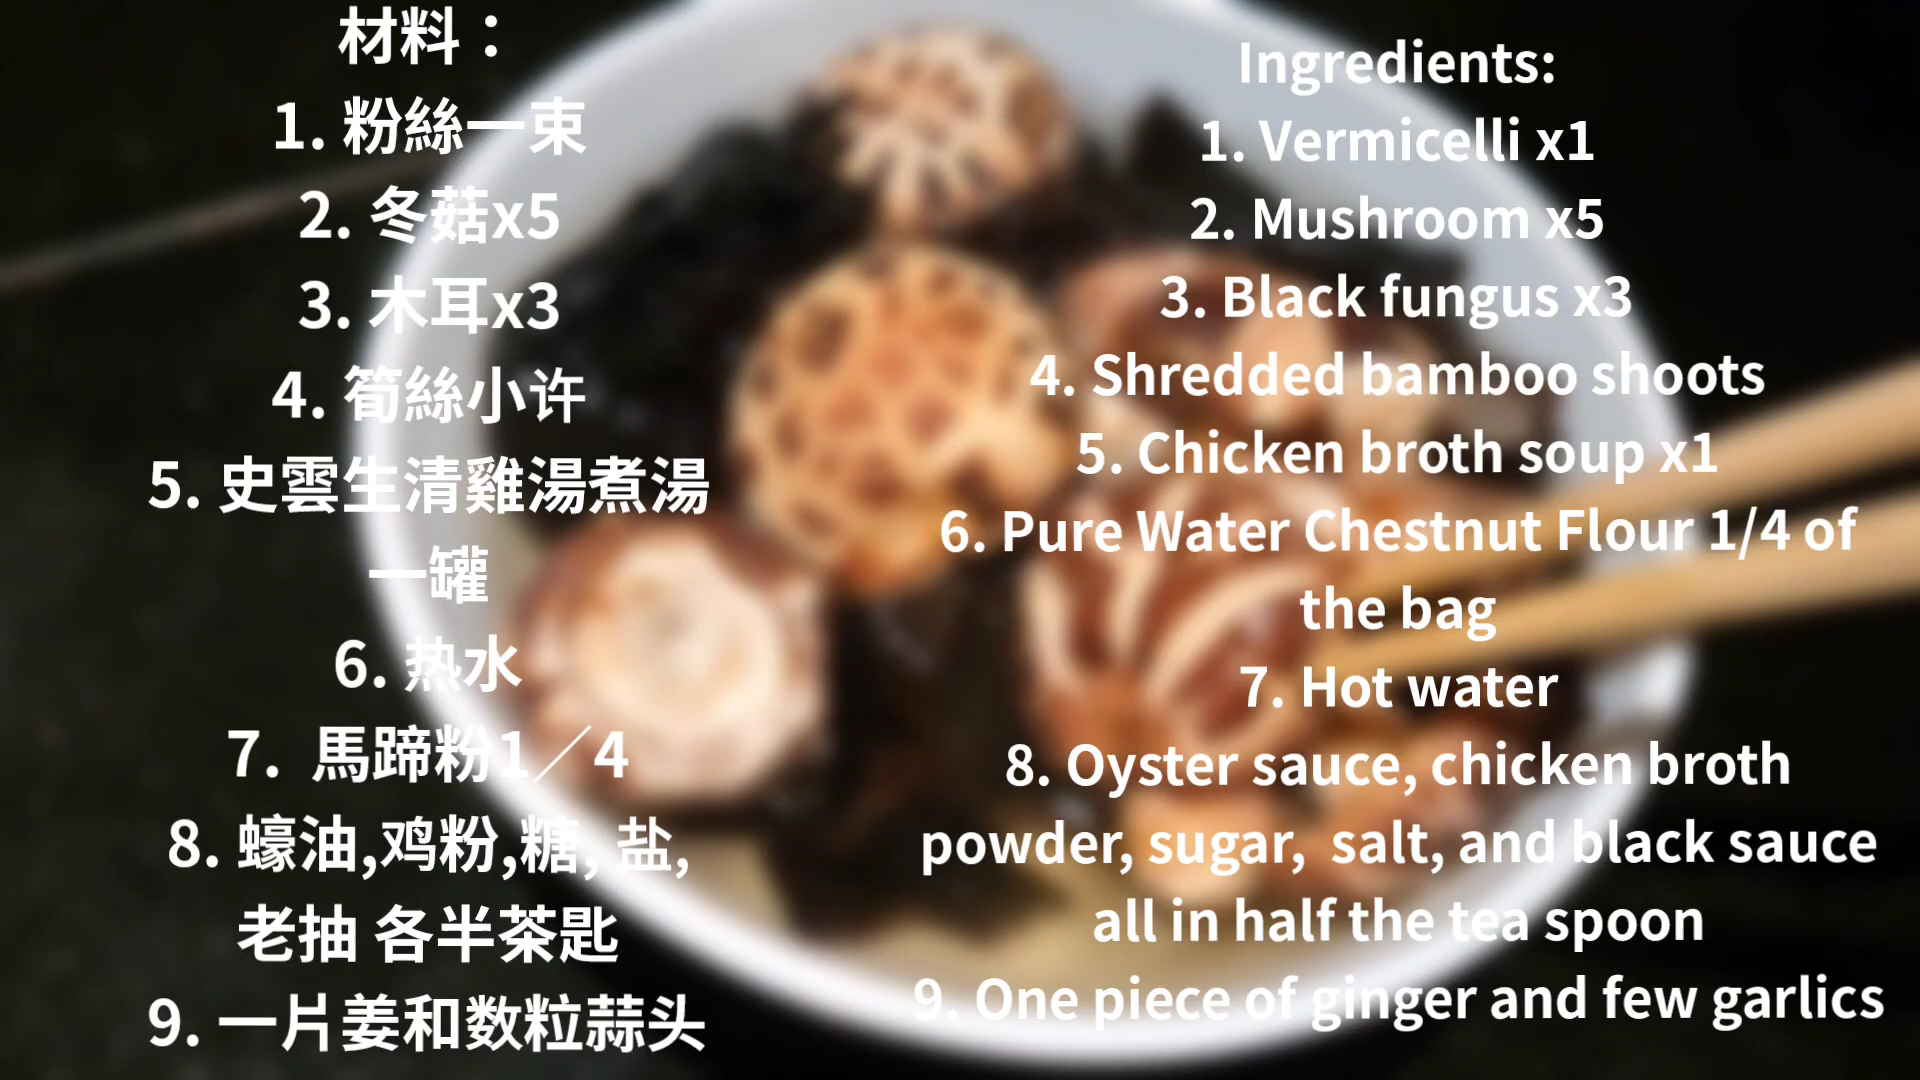 材料：
1. 粉絲一束
2. 冬菇x5
3. 木耳x3
4. 筍絲小许
5. 史雲生清雞湯煮湯
一罐
6. 热水
7. 馬蹄粉1／4
8. 蠔油,鸡粉,糖, 盐,
老抽 各半茶匙
9. 一片姜和数粒蒜头
Ingredients:
1. Vermicelli x1
2. Mushroom x5
3. Black fungus x3
4. Shredded bamboo shoots
5. Chicken broth soup x1
6. Pure Water Chestnut Flour 1/4 of
the bag
7. Hot water
8. Oyster sauce, chicken broth
powder, sugar, salt, and black sauce
all in half the tea spoon
9. One piece of ginger and few garlics